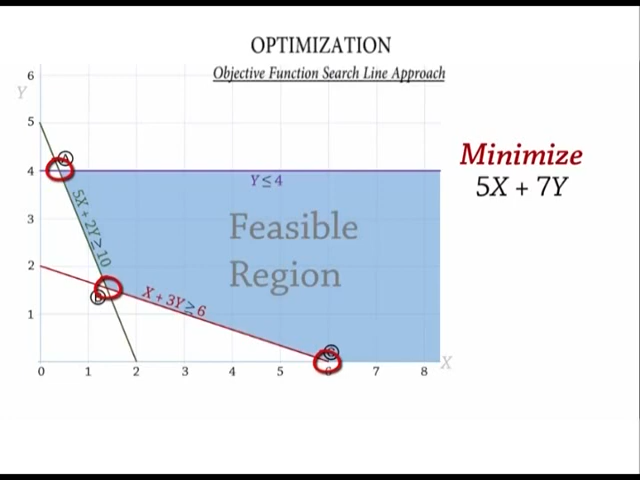 OPTIMIZATION
Objective Function Search Line Approach
Y
6
5
4
3
2
1
0 1 2 3 4 5 6 7 8
X
A
Y ≤ 4
5X + 2Y ≥ 10
Feasible
Region
X + 3Y ≥ 6
Minimize
5X + 7Y